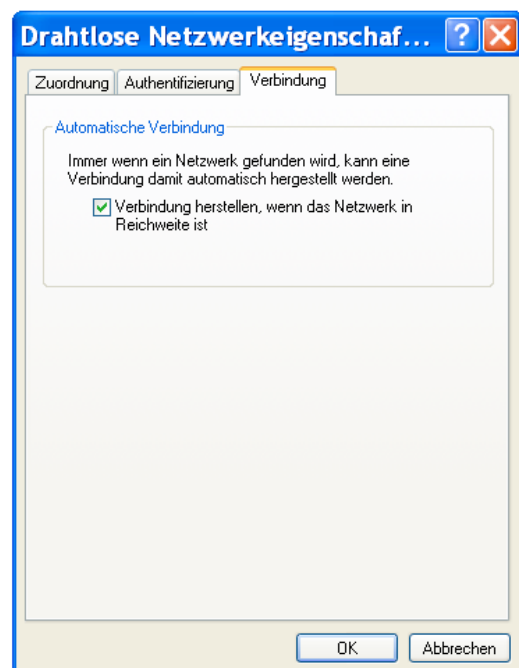 Drahtlose Netzwerkeigenschaf... ?
Zuordnung Authentifizierung Verbindung
Automatische Verbindung
Immer wenn ein Netzwerk gefunden wird, kann eine
Verbindung damit automatisch hergestellt werden.
Verbindung herstellen, wenn das Netzwerk in
Reichweite ist
OK Abbrechen